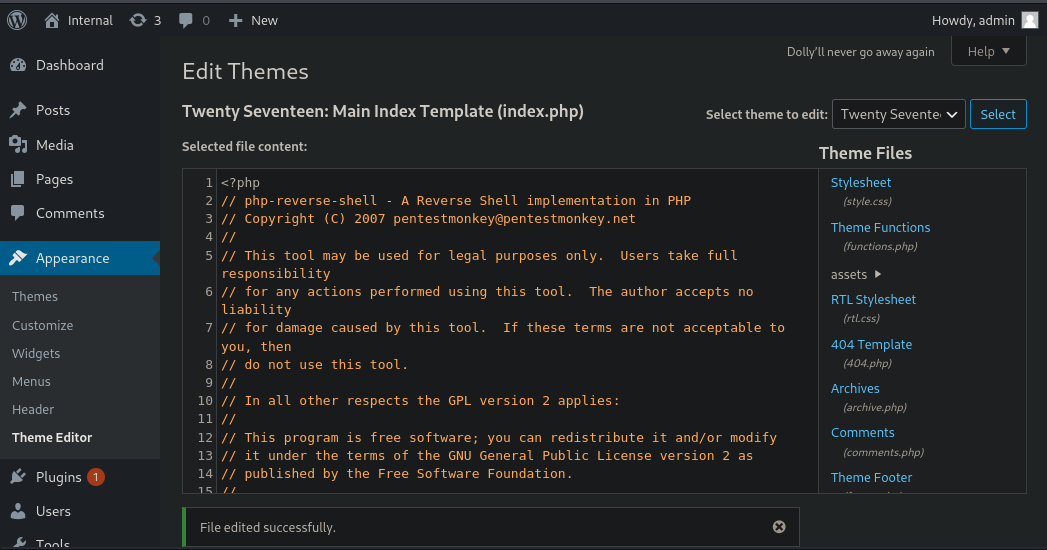 Internal 3 0 + New Howdy, admin
Dolly'll never go away again Help
Edit Themes
Twenty Seventeen: Main Index Template (index.php)
Select theme to edit: Twenty Sevente Select
Dashboard
Posts
Media
Pages
Comments
Appearance
Themes
Customize
Widgets
Menus
Header
Theme Editor
Plugins 1
Users
Tools
Selected file content:
1 <?php
2 // php-reverse-shell - A Reverse Shell implementation in PHP
3 // Copyright (C) 2007 pentestmonkey@pentestmonkey.net
4 //
5 // This tool may be used for legal purposes only.  Users take full
responsibility
6 // for any actions performed using this tool.  The author accepts no
liability
7 // for damage caused by this tool.  If these terms are not acceptable to
you, then
8 // do not use this tool.
9 //
10 // In all other respects the GPL version 2 applies:
11 //
12 // This program is free software; you can redistribute it and/or modify
13 // it under the terms of the GNU General Public License version 2 as
14 // published by the Free Software Foundation.
15 //
Theme Files
Stylesheet
(style.css)
Theme Functions
(functions.php)
assets
RTL Stylesheet
(rtl.css)
404 Template
(404.php)
Archives
(archive.php)
Comments
(comments.php)
Theme Footer
File edited successfully.